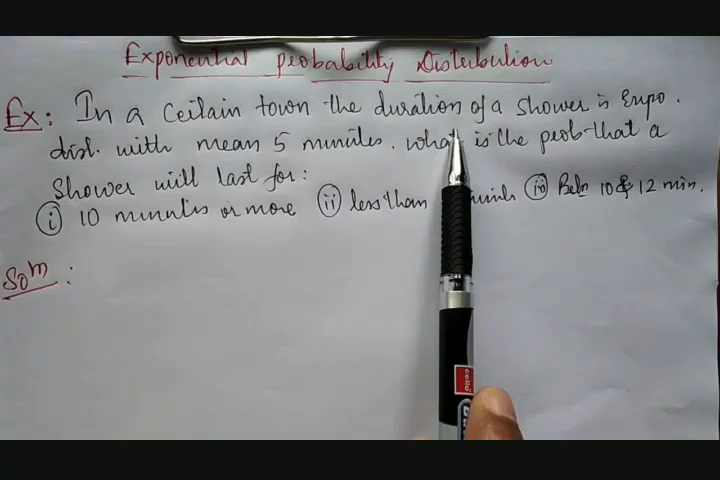 Exponential probability Distribution
Ex: In a certain town the duration of a shower is Expo.
dist. with mean 5 minutes. what is the prob that a
shower will last for:
(i) 10 minutes or more (ii) less than (iii) Betn 10 & 12 min.
Soln:
cello